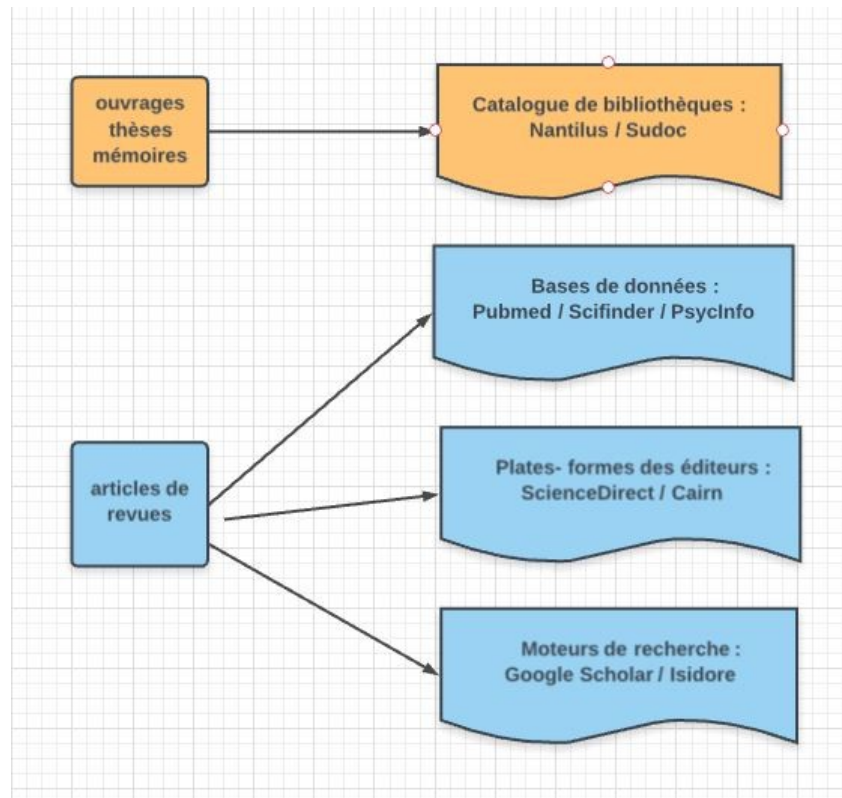 ouvrages
thèses
mémoires
Catalogue de bibliothèques :
Nantilus / Sudoc
Bases de données :
Pubmed / Scifinder / PsycInfo
articles de
revues
Plates- formes des éditeurs :
ScienceDirect / Cairn
Moteurs de recherche :
Google Scholar / Isidore